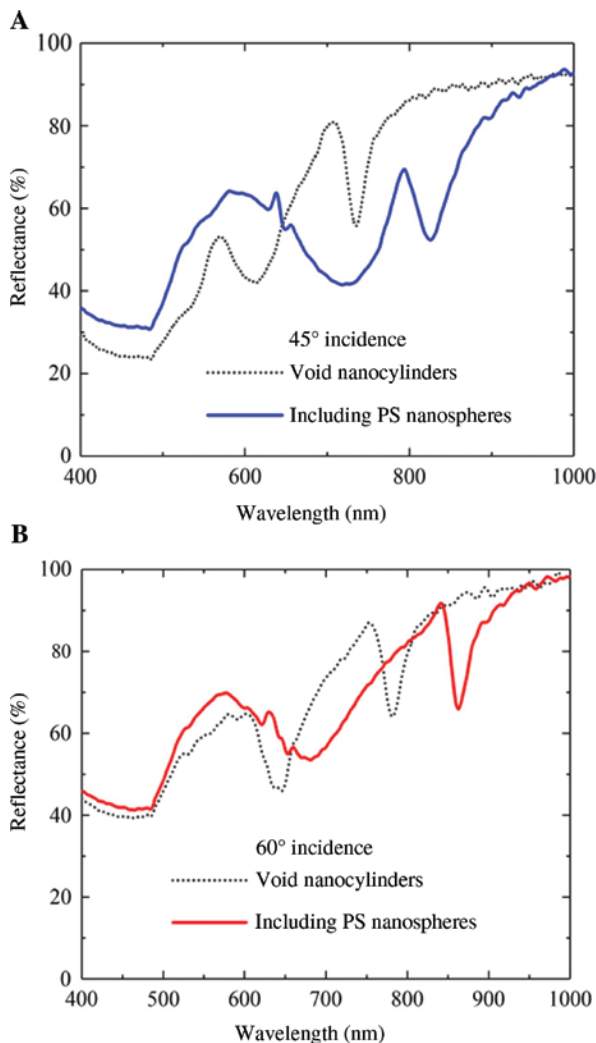 A
100
80
60
40
20
0
Reflectance (%)
45° incidence
Void nanocylinders
Including PS nanospheres
400 600 800 1000
Wavelength (nm)
B
100
80
60
40
20
0
Reflectance (%)
60° incidence
Void nanocylinders
Including PS nanospheres
400 500 600 700 800 900 1000
Wavelength (nm)